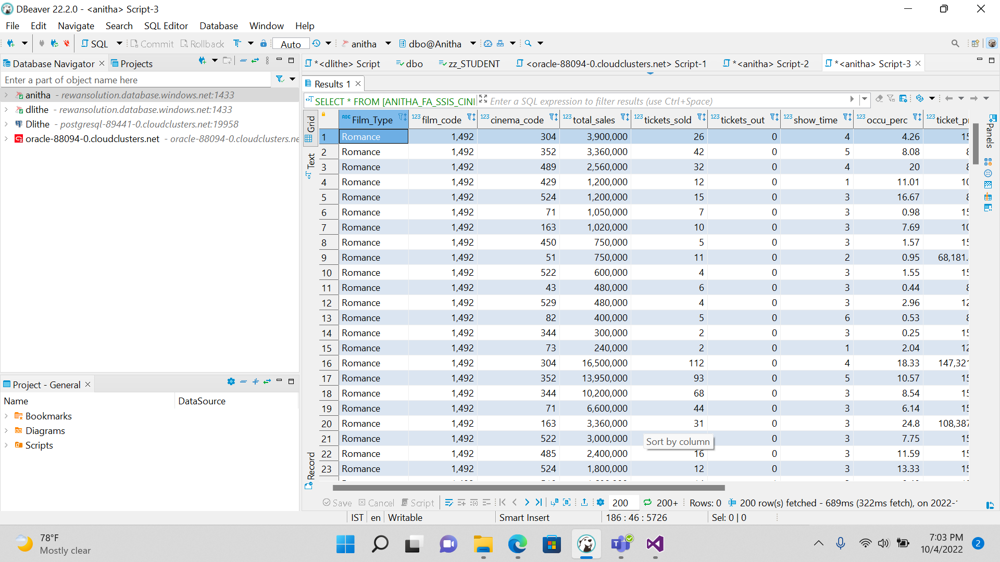 DBeaver 22.2.0 - <anitha> Script-3
File Edit Navigate Search SQL Editor Database Window Help
SQL Commit Rollback Auto anitha dbo@Anitha
Database Navigator Projects
*<dlithe> Script dbo zz_STUDENT <oracle-88094-0.cloudclusters.net> Script-1 *<anitha> Script-2 *<anitha> Script-3
Enter a part of object name here
anitha - rewansolution.database.windows.net:1433
dlithe - rewansolution.database.windows.net:1433
Dlithe - postgresql-89441-0.cloudclusters.net:19958
oracle-88094-0.cloudclusters.net - oracle-88094-0.cloudclusters.ne
Project - General
Name DataSource
Bookmarks
Diagrams
Scripts
Results 1
SELECT * FROM [ANITHA_FA_SSIS_CINI Enter a SQL expression to filter results (use Ctrl+Space)
Grid
Text
Record
Panels
ABC Film_Type 123 film_code 123 cinema_code 123 total_sales 123 tickets_sold 123 tickets_out 123 show_time 123 occu_perc 123 ticket_p
1 Romance 1,492 304 3,900,000 26 0 4 4.26 15
2 Romance 1,492 352 3,360,000 42 0 5 8.08 8
3 Romance 1,492 489 2,560,000 32 0 4 20 8
4 Romance 1,492 429 1,200,000 12 0 1 11.01 10
5 Romance 1,492 524 1,200,000 15 0 3 16.67 8
6 Romance 1,492 71 1,050,000 7 0 3 0.98 15
7 Romance 1,492 163 1,020,000 10 0 3 7.69 10
8 Romance 1,492 450 750,000 5 0 3 1.57 15
9 Romance 1,492 51 750,000 11 0 2 0.95 68,181.
10 Romance 1,492 522 600,000 4 0 3 1.55 15
11 Romance 1,492 43 480,000 6 0 3 0.44 8
12 Romance 1,492 529 480,000 4 0 3 2.96 12
13 Romance 1,492 82 400,000 5 0 6 0.53 8
14 Romance 1,492 344 300,000 2 0 3 0.25 15
15 Romance 1,492 73 240,000 2 0 1 2.04 12
16 Romance 1,492 304 16,500,000 112 0 4 18.33 147,321
17 Romance 1,492 352 13,950,000 93 0 5 10.57 15
18 Romance 1,492 344 10,200,000 68 0 3 8.54 15
19 Romance 1,492 71 6,600,000 44 0 3 6.14 15
20 Romance 1,492 163 3,360,000 31 0 3 24.8 108,387
21 Romance 1,492 522 3,000,000 0 3 7.75 15
Sort by column
22 Romance 1,492 485 2,400,000 16 0 3 11.59 15
23 Romance 1,492 524 1,800,000 12 0 3 13.33 15
Save Cancel Script 200 200+ Rows: 0 200 row(s) fetched - 689ms (322ms fetch), on 2022-
IST en Writable Smart Insert 186 : 46 : 5726 Sel: 0 | 0
78°F
Mostly clear
7:03 PM
10/4/2022
2